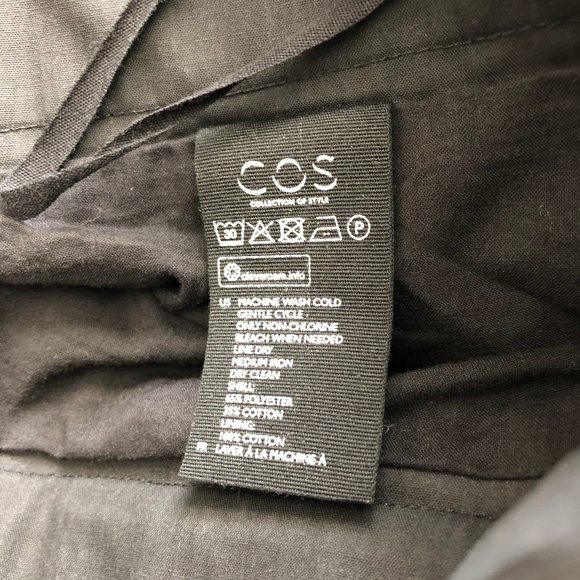 COS
COLLECTION OF STYLE
30 P
clevercare.info
US MACHINE WASH COLD
GENTLE CYCLE
ONLY NON-CHLORINE
BLEACH WHEN NEEDED
LINE DRY
MEDIUM IRON
DRY CLEAN
SHELL:
65% POLYESTER
35% COTTON
LINING:
100% COTTON
FR LAVER À LA MACHINE À